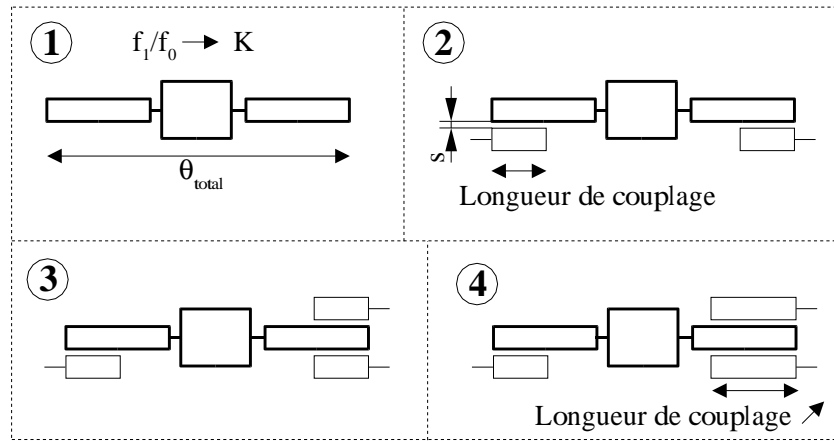 1
f₁/f₀ → K
θtotal
2
s
Longueur de couplage
3
4
Longueur de couplage ↗